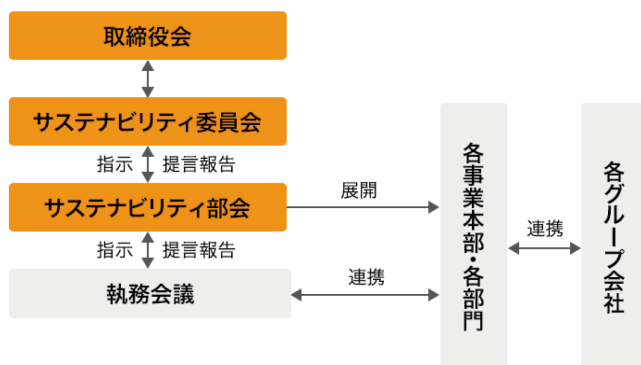 取締役会
サステナビリティ委員会
指示 提言報告
サステナビリティ部会
展開
指示 提言報告
執務会議
連携
各事業本部・各部門
連携
各グループ会社